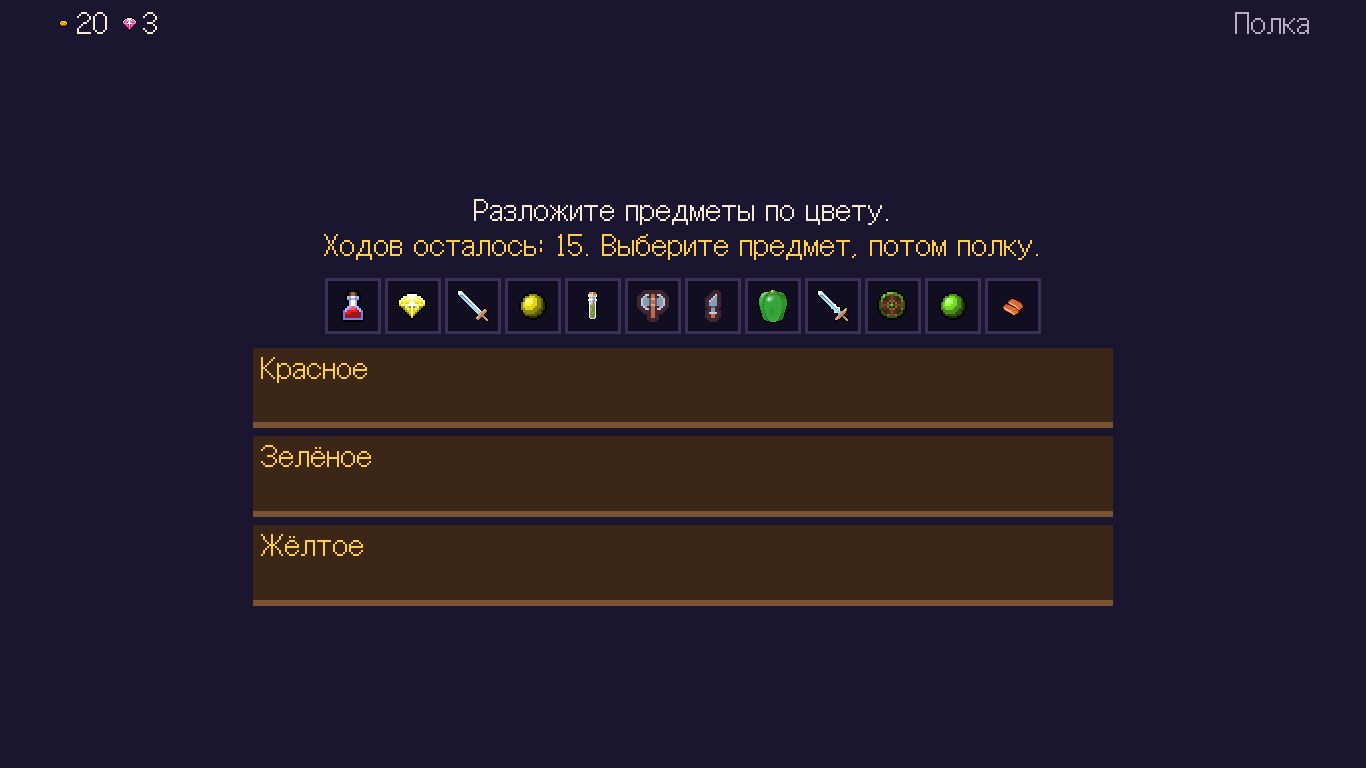 20 3
Полка
Разложите предметы по цвету.
Ходов осталось: 15. Выберите предмет, потом полку.
Красное
Зелёное
Жёлтое